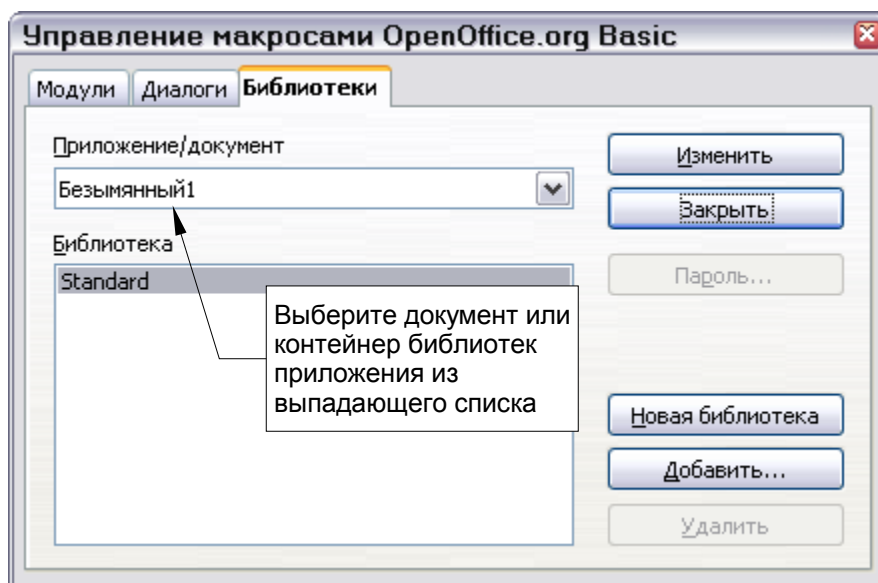 Управление макросами OpenOffice.org Basic
Модули Диалоги Библиотеки
Приложение/документ
Безымянный1
Библиотека
Standard
Выберите документ или
контейнер библиотек
приложения из
выпадающего списка
Изменить
Закрыть
Пароль...
Новая библиотека
Добавить...
Удалить